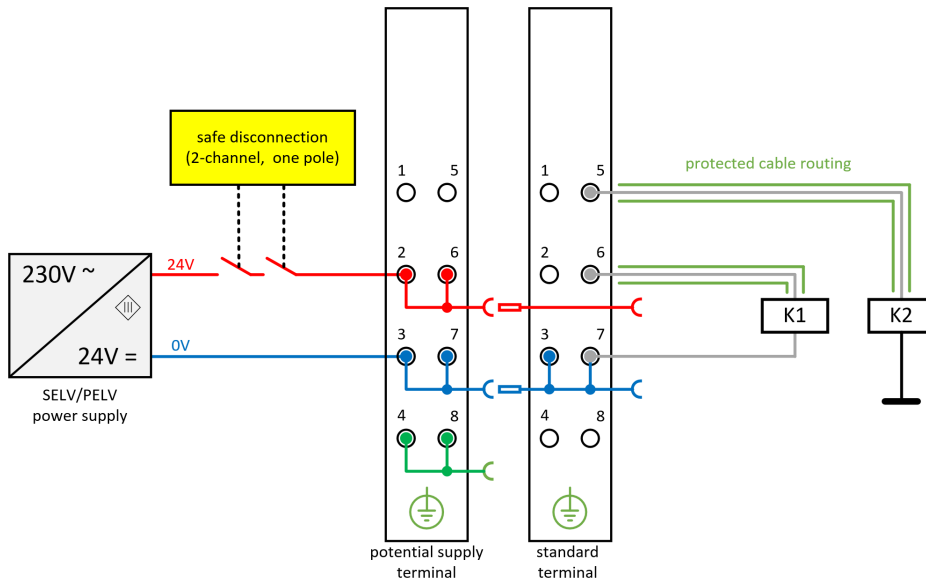 safe disconnection
(2-channel, one pole)
1
5
1
5
protected cable routing
2
6
2
6
230V ~
24V
III
24V =
0V
3
7
3
7
K1
K2
SELV/PELV
power supply
4
8
4
8
potential supply
terminal
standard
terminal